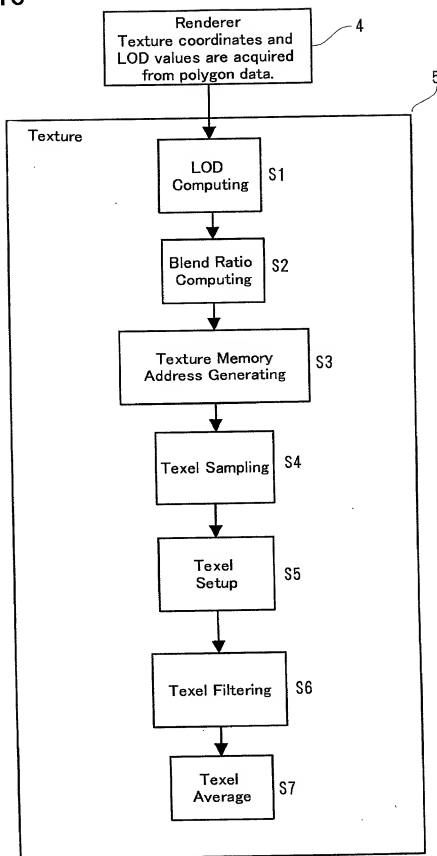 Renderer
Texture coordinates and
LOD values are acquired
from polygon data.
4
5
Texture
LOD
Computing
S1
Blend Ratio
Computing
S2
Texture Memory
Address Generating
S3
Texel Sampling
S4
Texel
Setup
S5
Texel Filtering
S6
Texel
Average
S7